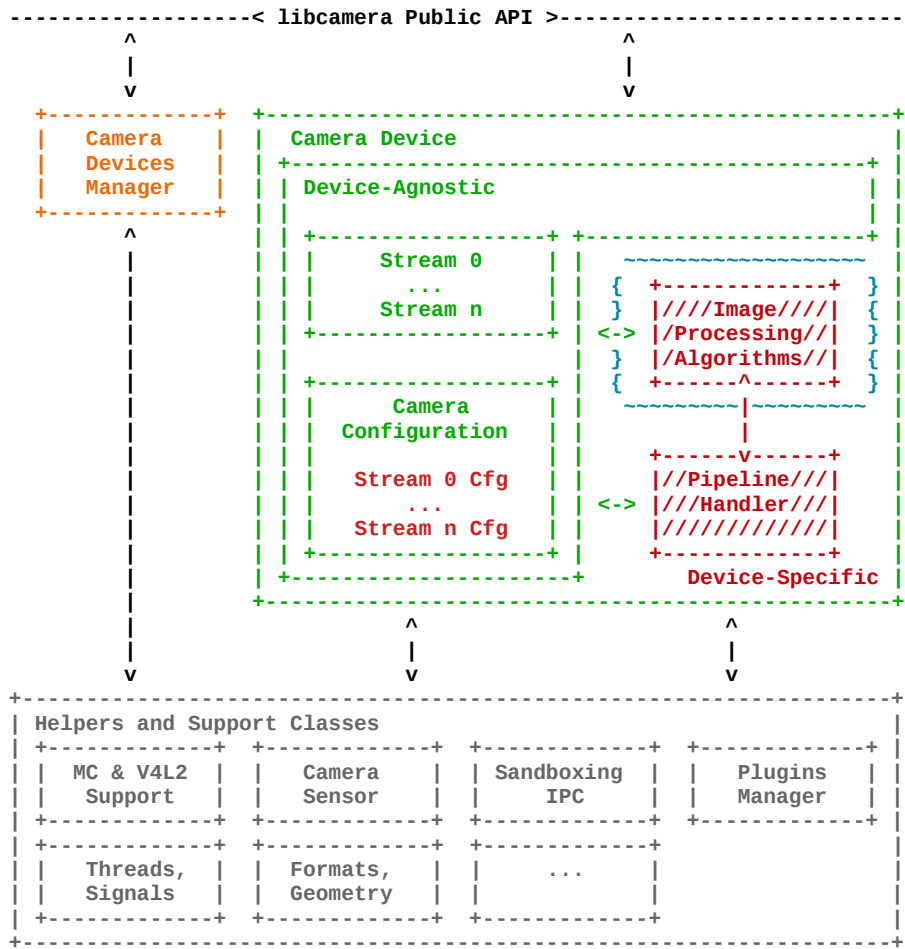 < libcamera Public API >
Camera
Devices
Manager
Camera Device
Device-Agnostic
Stream 0
...
Stream n
Camera
Configuration
Stream 0 Cfg
...
Stream n Cfg
<->
////Image////
/Processing//
/Algorithms//
<->
//Pipeline///
///Handler///
/////////////
Device-Specific
Helpers and Support Classes
MC & V4L2
Support
Camera
Sensor
Sandboxing
IPC
Plugins
Manager
Threads,
Signals
Formats,
Geometry
...